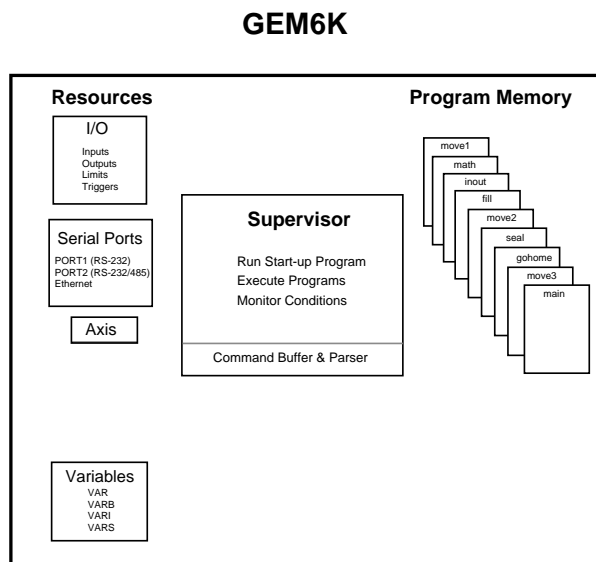 GEM6K
Resources
I/O
Inputs
Outputs
Limits
Triggers
Serial Ports
PORT1 (RS-232)
PORT2 (RS-232/485)
Ethernet
Axis
Variables
VAR
VARB
VARI
VARS
Supervisor
Run Start-up Program
Execute Programs
Monitor Conditions
Command Buffer & Parser
Program Memory
move1
math
inout
fill
move2
seal
gohome
move3
main